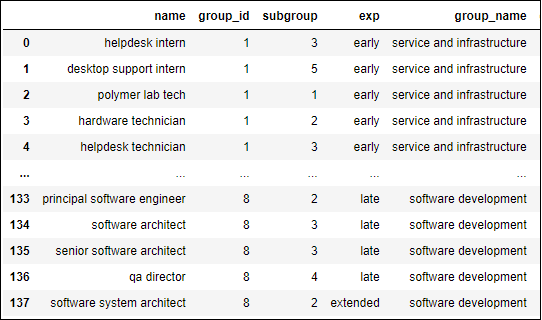 name group_id subgroup exp group_name
0 helpdesk intern 1 3 early service and infrastructure
1 desktop support intern 1 5 early service and infrastructure
2 polymer lab tech 1 1 early service and infrastructure
3 hardware technician 1 2 early service and infrastructure
4 helpdesk technician 1 3 early service and infrastructure
... ... ... ... ... ...
133 principal software engineer 8 2 late software development
134 software architect 8 3 late software development
135 senior software architect 8 3 late software development
136 qa director 8 4 late software development
137 software system architect 8 2 extended software development